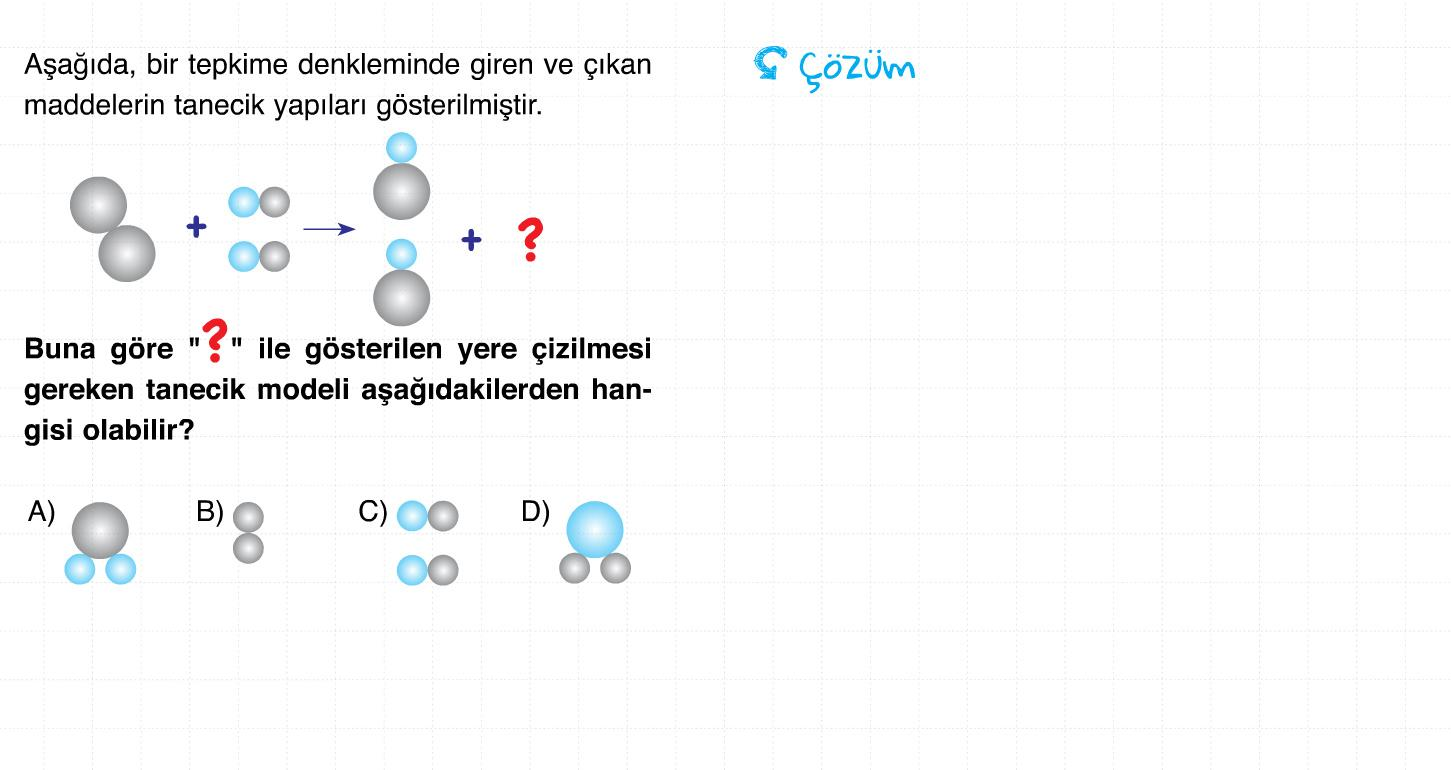 Aşağıda, bir tepkime denkleminde giren ve çıkan
maddelerin tanecik yapıları gösterilmiştir.
+ → + ?
Buna göre "?" ile gösterilen yere çizilmesi
gereken tanecik modeli aşağıdakilerden han-
gisi olabilir?
A) B) C) D)
Çözüm